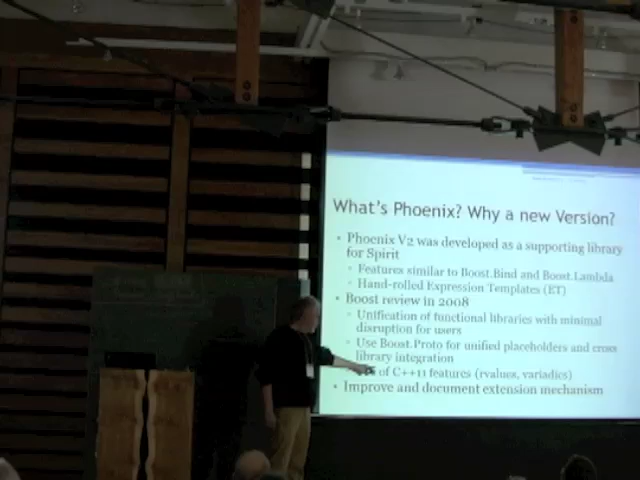 What's Phoenix? Why a new Version?
• Phoenix V2 was developed as a supporting library
for Spirit
• Features similar to Boost.Bind and Boost.Lambda
• Hand-rolled Expression Templates (ET)
• Boost review in 2008
• Unification of functional libraries with minimal
disruption for users
• Use Boost.Proto for unified placeholders and cross
library integration
of C++11 features (rvalues, variadics)
• Improve and document extension mechanism